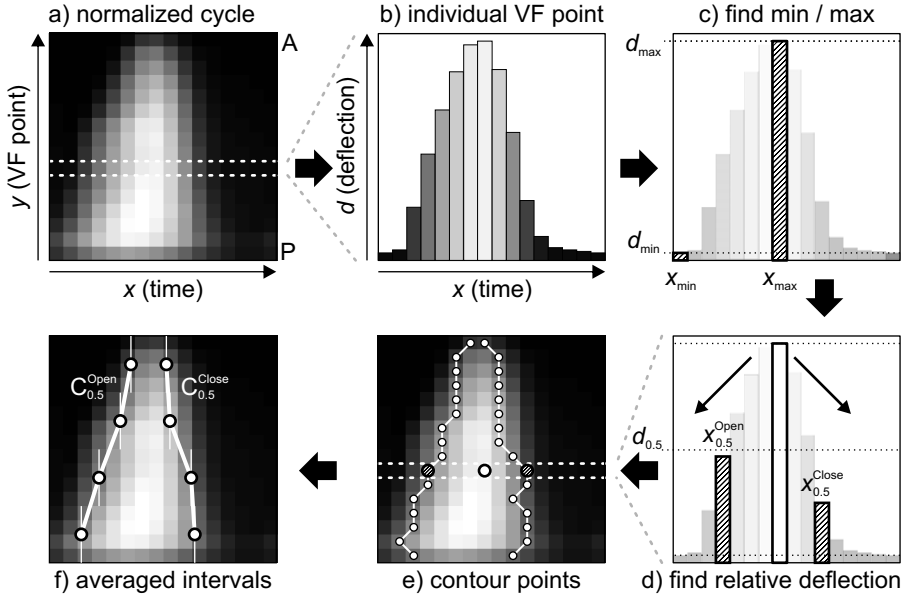 a) normalized cycle
b) individual VF point
c) find min / max
y (VF point)
A
P
x (time)
d (deflection)
x (time)
d_max
d_min
x_min
x_max
C_0.5^Open
C_0.5^Close
d_0.5
x_0.5^Open
x_0.5^Close
f) averaged intervals
e) contour points
d) find relative deflection